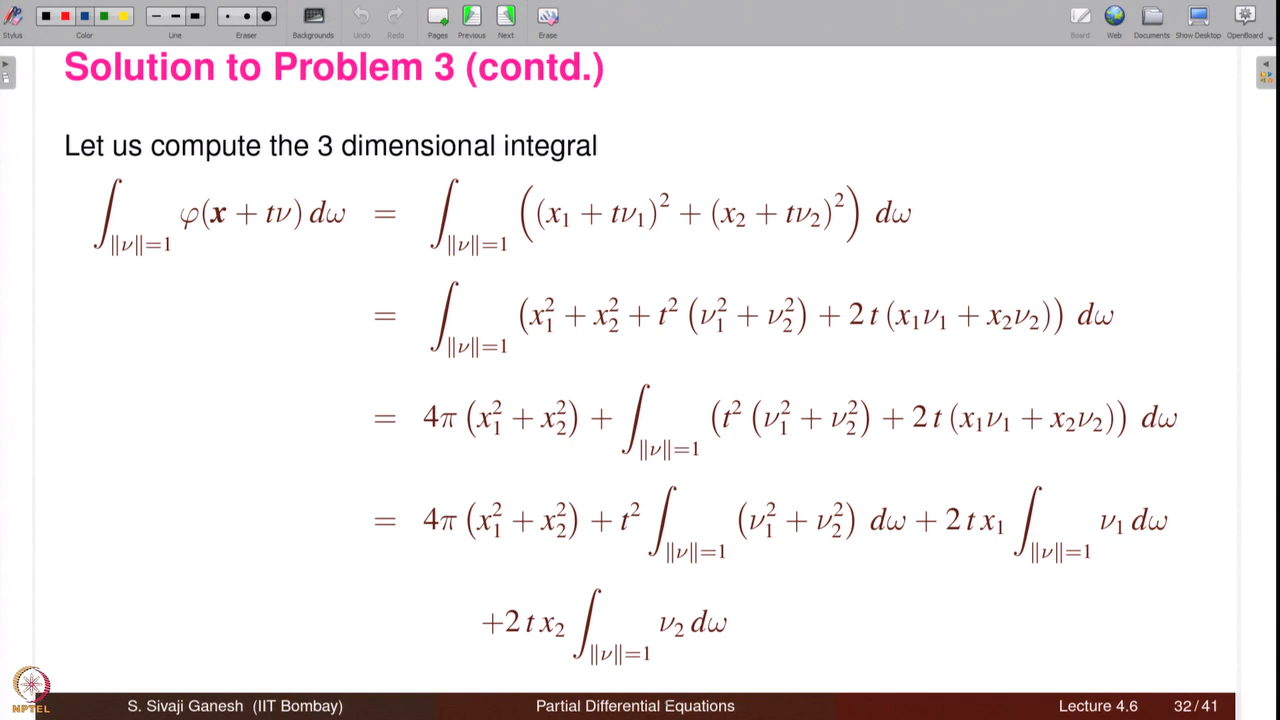 Stylus Color Line Eraser Backgrounds Undo Redo Pages Previous Next Erase Board Web Documents Show Desktop OpenBoard
Solution to Problem 3 (contd.)
Let us compute the 3 dimensional integral
∫_{‖ν‖=1} φ(x + tν) dω = ∫_{‖ν‖=1} ((x₁ + tν₁)² + (x₂ + tν₂)²) dω
= ∫_{‖ν‖=1} (x₁² + x₂² + t² (ν₁² + ν₂²) + 2 t (x₁ν₁ + x₂ν₂)) dω
= 4π (x₁² + x₂²) + ∫_{‖ν‖=1} (t² (ν₁² + ν₂²) + 2 t (x₁ν₁ + x₂ν₂)) dω
= 4π (x₁² + x₂²) + t² ∫_{‖ν‖=1} (ν₁² + ν₂²) dω + 2 t x₁ ∫_{‖ν‖=1} ν₁ dω
+2 t x₂ ∫_{‖ν‖=1} ν₂ dω
NPTEL
S. Sivaji Ganesh (IIT Bombay) Partial Differential Equations Lecture 4.6 32/41